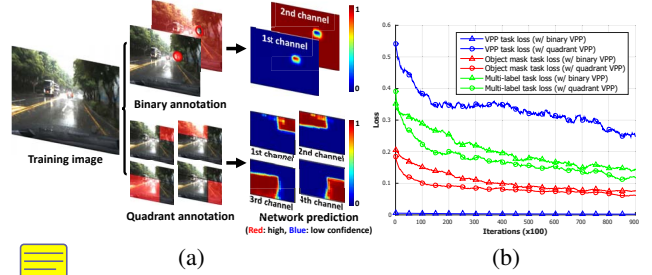 Training image
Binary annotation
Quadrant annotation
2nd channel
1st channel
1
0
1st channel
2nd channel
3rd channel
4th channel
1
0
Network prediction
(Red: high, Blue: low confidence)
(a)
VPP task loss (w/ binary VPP)
VPP task loss (w/ quadrant VPP)
Object mask task loss (w/ binary VPP)
Object mask task loss (w/ quadrant VPP)
Multi-label task loss (w/ binary VPP)
Multi-label task loss (w/ quadrant VPP)
Loss
0.6
0.5
0.4
0.3
0.2
0.1
0
0 100 200 300 400 500 600 700 800 900
Iterations (x100)
(b)